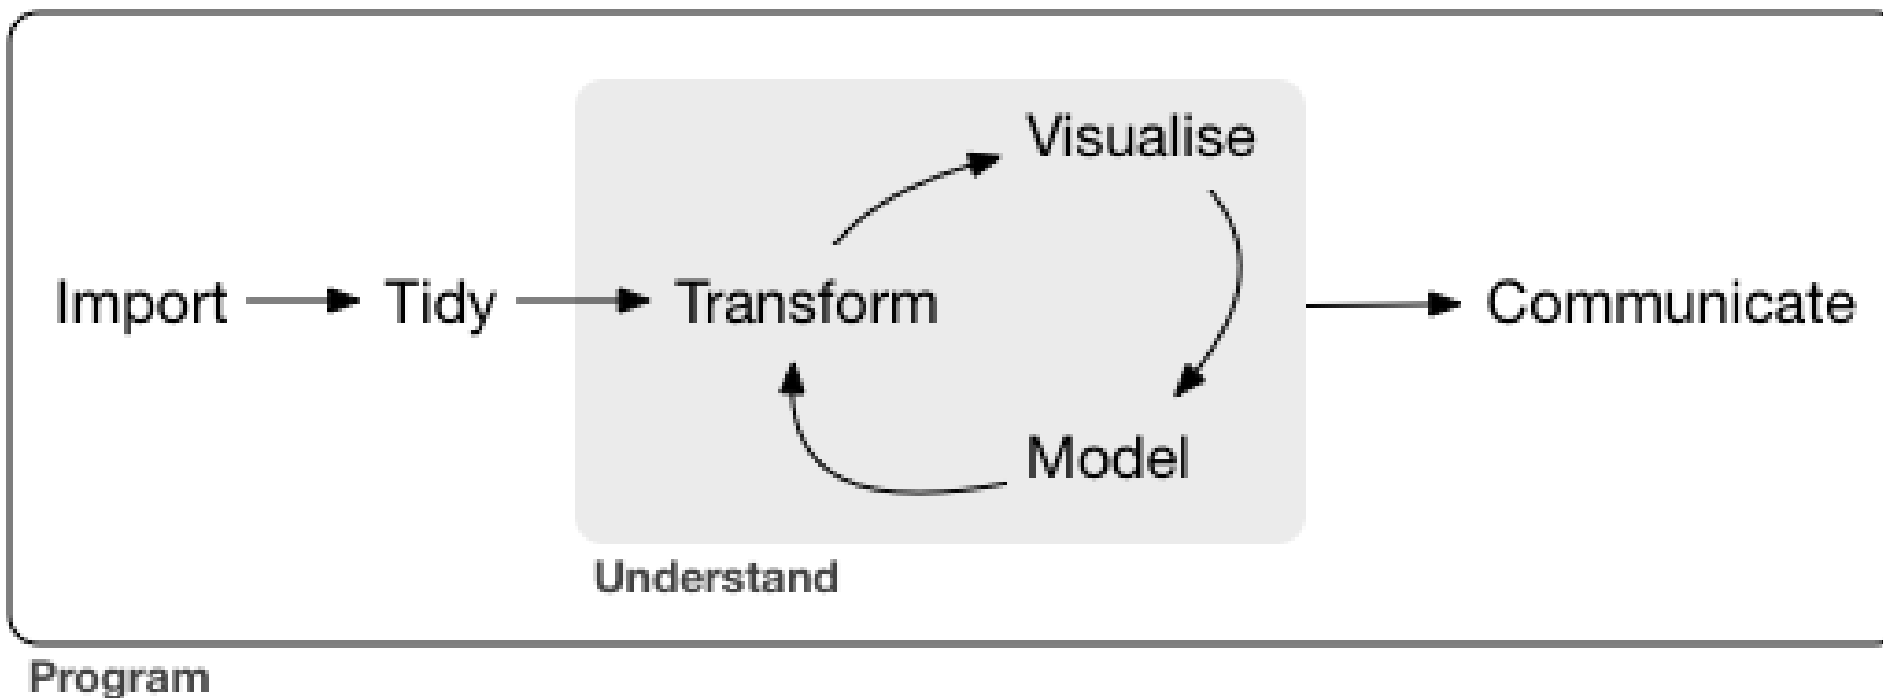 Visualise
Import
Tidy
Transform
Communicate
Model
Understand
Program